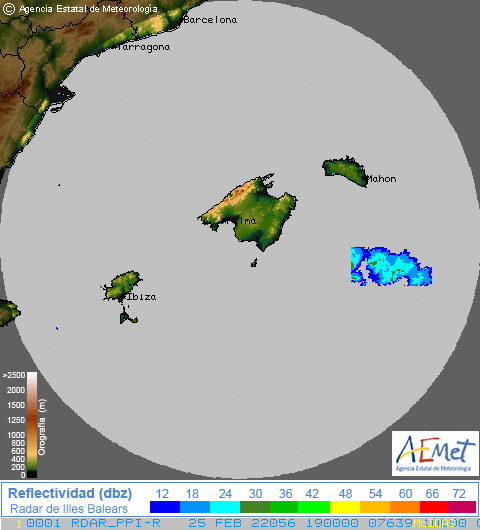 © Agencia Estatal de Meteorología
Barcelona
Tarragona
Mahon
lma
Ibiza
>2500
2000
1500
1000
800
600
400
200
0
Orografía (m)
AEMet
Agencia Estatal de Meteorología
Reflectividad (dbz)
Radar de Illes Balears
12 18 24 30 36 42 48 54 60 66 72
1 0001 RDAR_PPI-R 25 FEB 22056 190000 07639